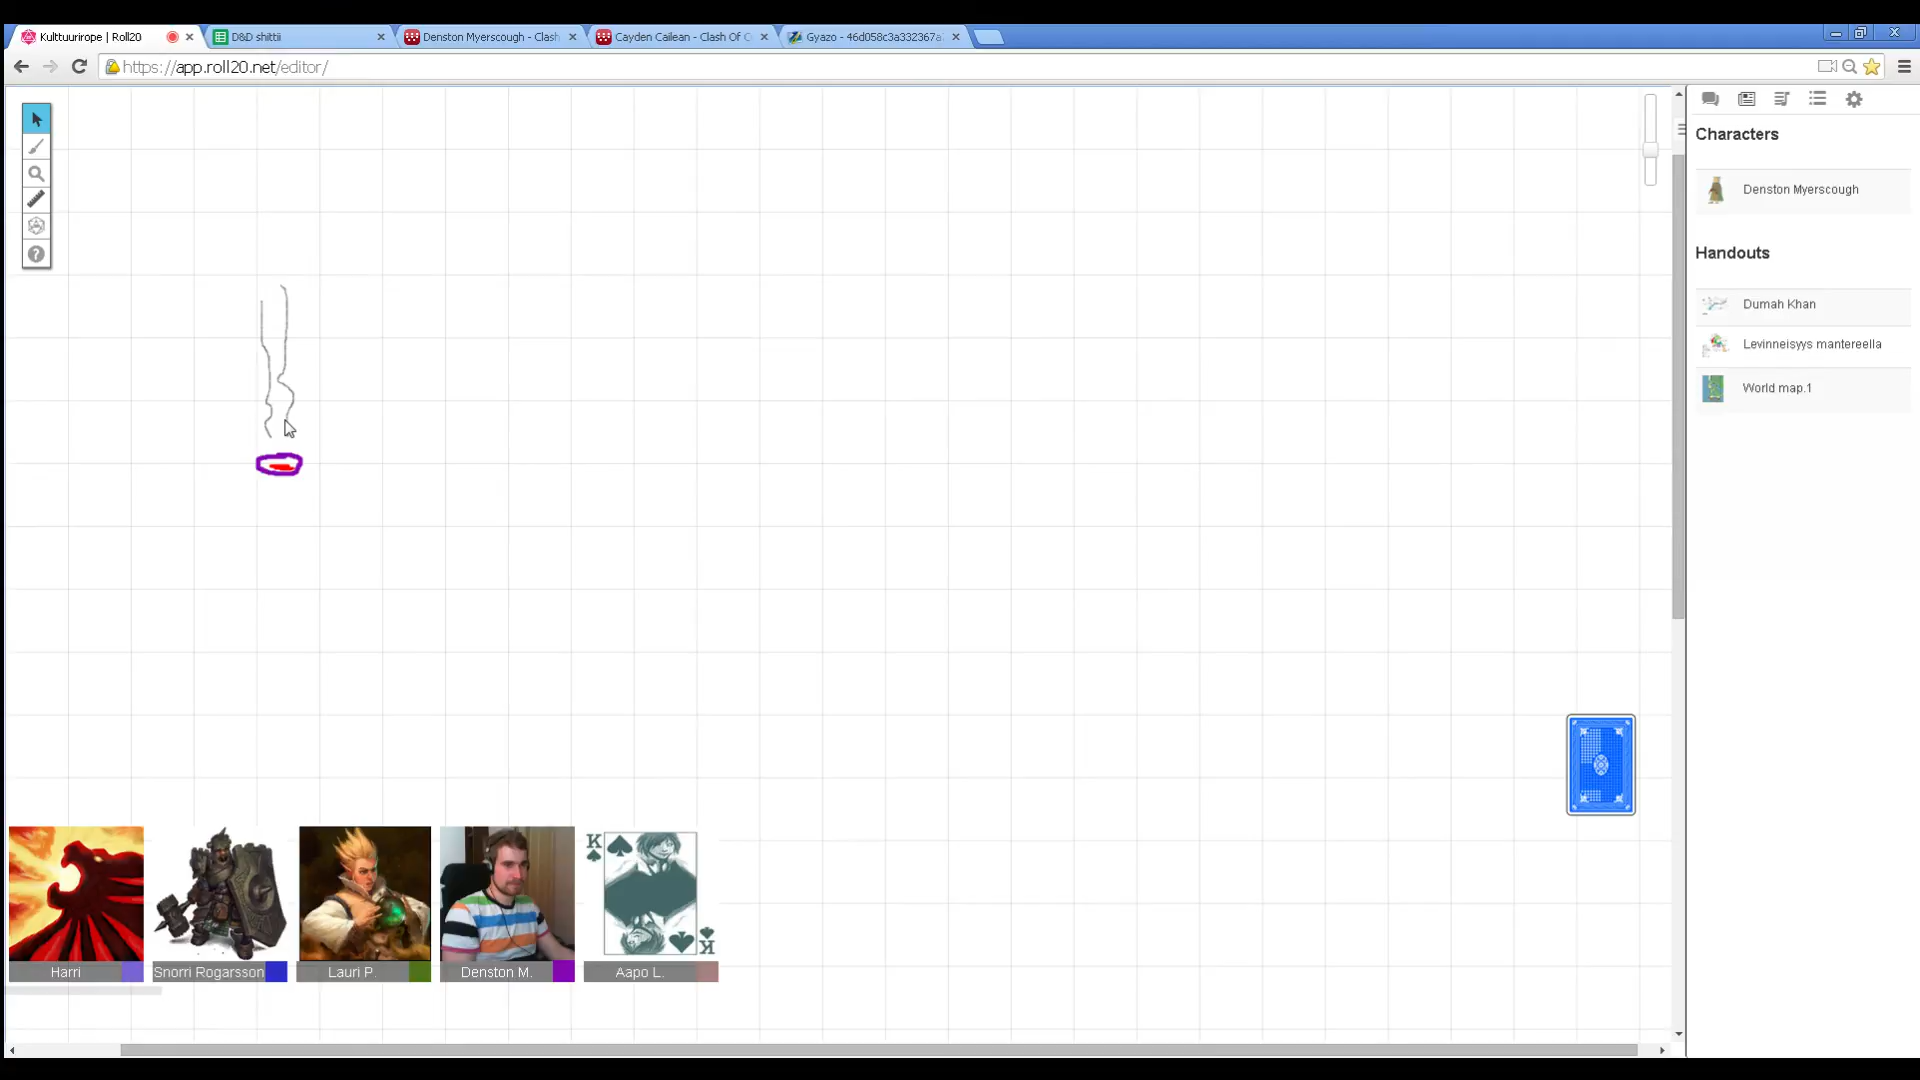 Kulttuurirope | Roll20
D&D shittii
Denston Myerscough - Clash
Cayden Cailean - Clash Of C
Gyazo - 46d058c3a332367a
https://app.roll20.net/editor/
Characters
Denston Myerscough
Handouts
Dumah Khan
Levinneisyys mantereella
World map.1
K
K
Harri
Snorri Rogarsson
Lauri P.
Denston M.
Aapo L.